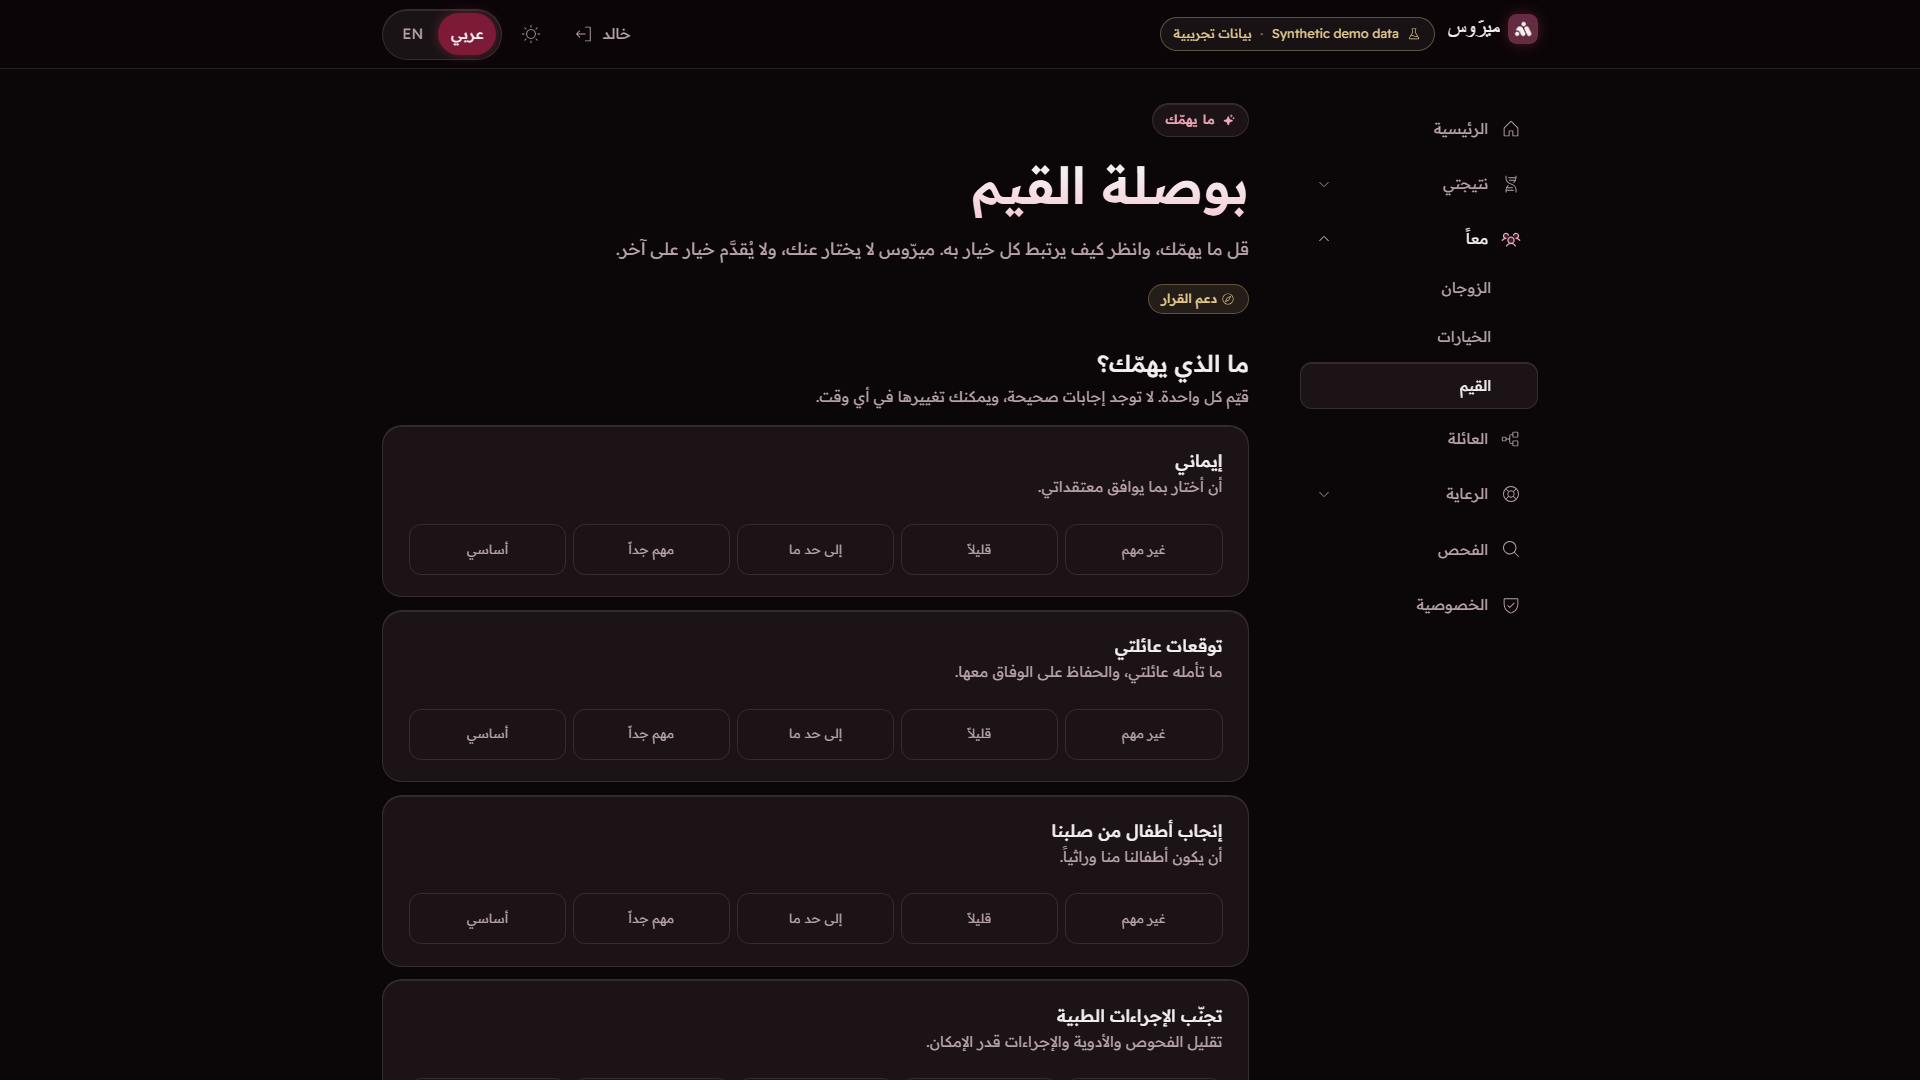 ميرّوس
Synthetic demo data · بيانات تجريبية
خالد
عربي
EN
الرئيسية
نتيجتي
معاً
الزوجان
الخيارات
القيم
العائلة
الرعاية
الفحص
الخصوصية
ما يهمّك
بوصلة القيم
قل ما يهمّك، وانظر كيف يرتبط كل خيار به. ميرّوس لا يختار عنك، ولا يُقدَّم خيار على آخر.
دعم القرار
ما الذي يهمّك؟
قيّم كل واحدة. لا توجد إجابات صحيحة، ويمكنك تغييرها في أي وقت.
إيماني
أن أختار بما يوافق معتقداتي.
غير مهم
قليلاً
إلى حد ما
مهم جداً
أساسي
توقعات عائلتي
ما تأمله عائلتي، والحفاظ على الوفاق معها.
غير مهم
قليلاً
إلى حد ما
مهم جداً
أساسي
إنجاب أطفال من صلبنا
أن يكون أطفالنا منا وراثياً.
غير مهم
قليلاً
إلى حد ما
مهم جداً
أساسي
تجنّب الإجراءات الطبية
تقليل الفحوص والأدوية والإجراءات قدر الإمكان.